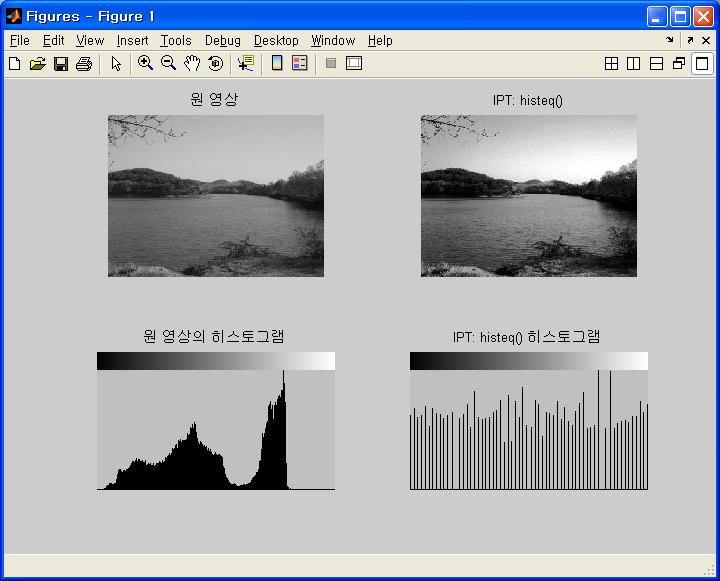 Figures - Figure 1
File Edit View Insert Tools Debug Desktop Window Help
원 영상
IPT: histeq()
원 영상의 히스토그램
IPT: histeq() 히스토그램